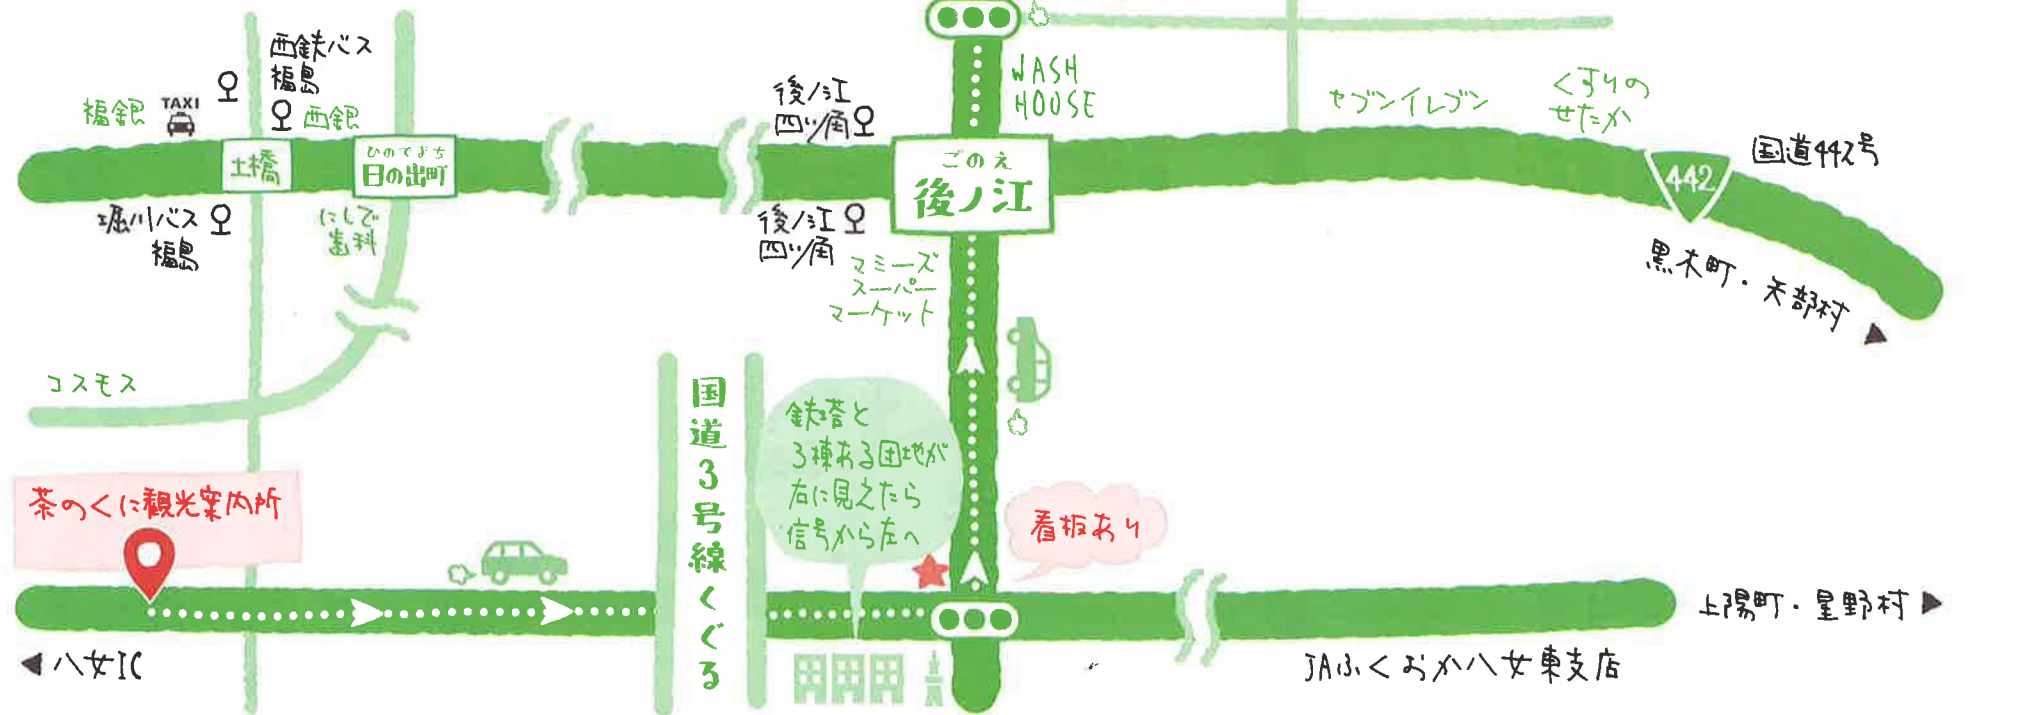 西鉄バス
福島
福銀
TAXI
西銀
土橋
ひのでまち
日の出町
堀川バス
福島
にしで
歯科
コスモス
後ノ江
四ツ角
ごのえ
後ノ江
後ノ江
四ツ角
WASH
HOUSE
マミーズ
スーパー
マーケット
セブンイレブン
くすりの
せたか
国道442号
442
黒木町・矢部村
国道3号線くぐる
鉄塔と
3棟ある団地が
右に見えたら
信号から左へ
看板あり
茶のくに観光案内所
八女IC
上陽町・星野村
JAふくおか八女東支店